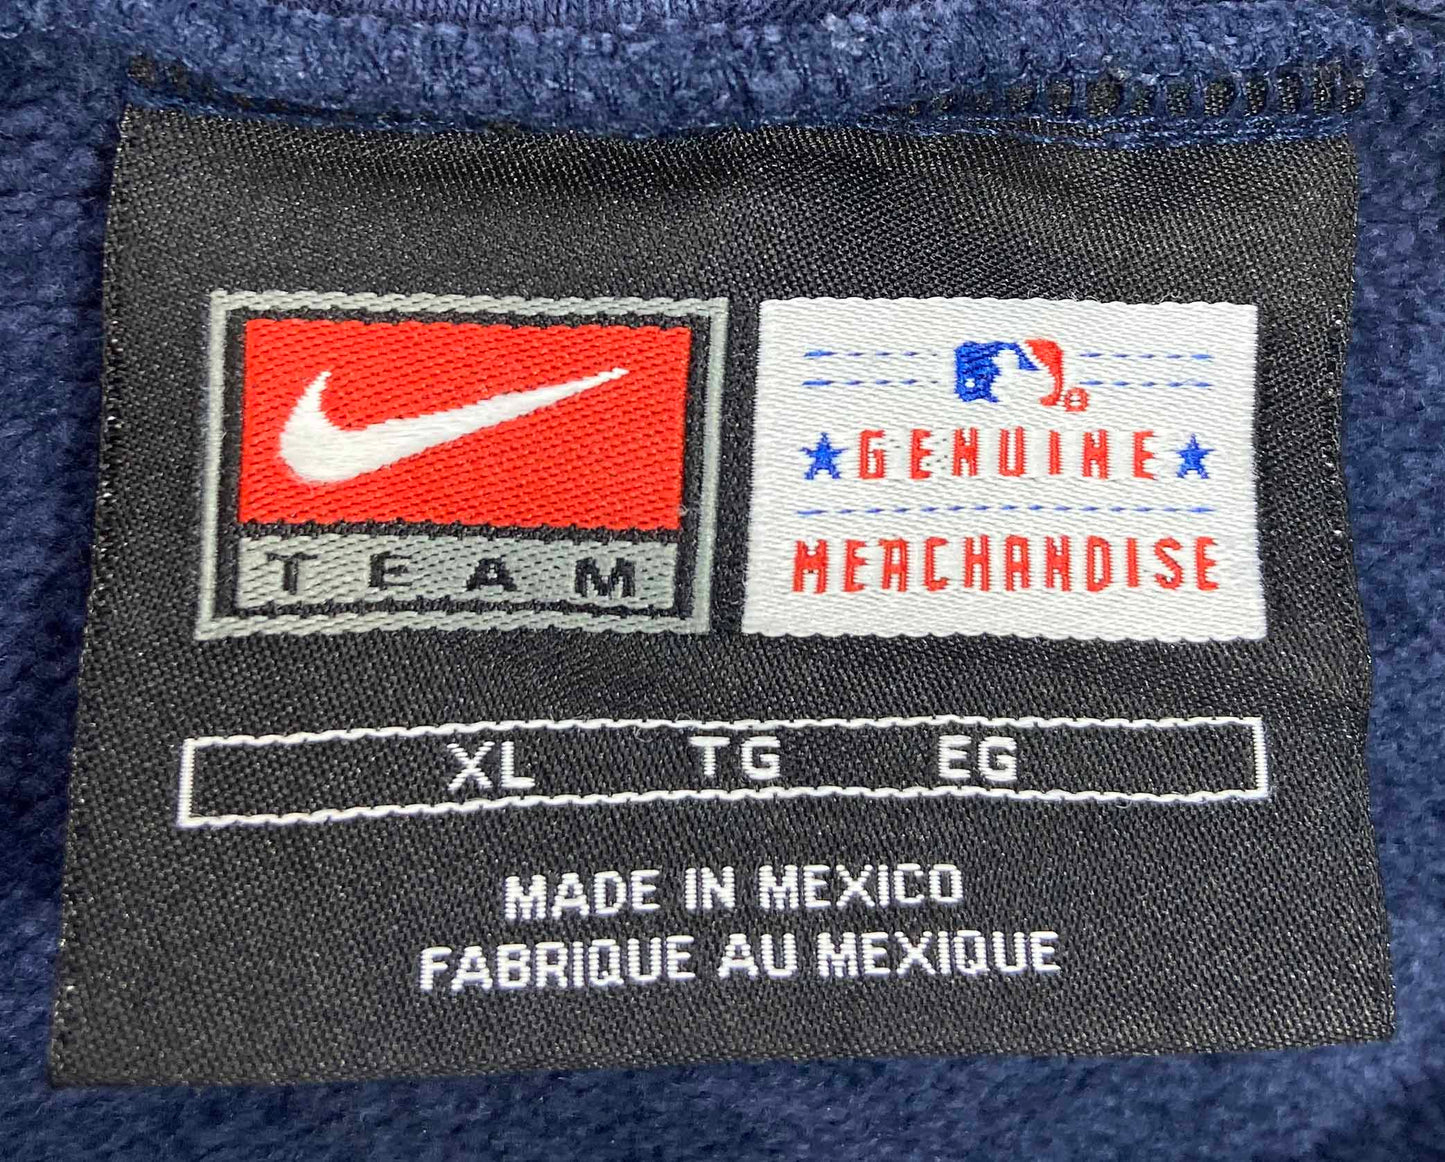 TEAM
GENUINE
MERCHANDISE
XL TG EG
MADE IN MEXICO
FABRIQUE AU MEXIQUE